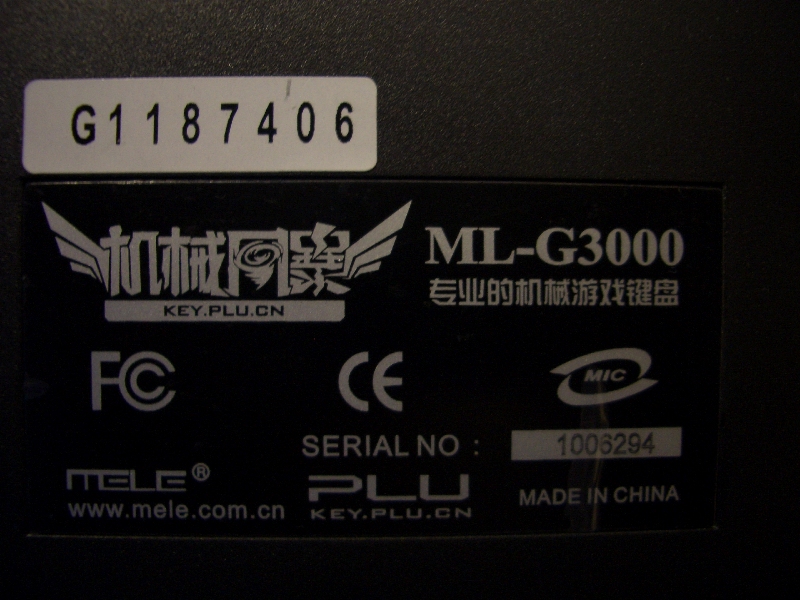 G1187406
机械风暴
KEY.PLU.CN
ML-G3000
专业的机械游戏键盘
FC
CE
MIC
SERIAL NO : 1006294
MELE®
www.mele.com.cn
PLU
KEY.PLU.CN
MADE IN CHINA